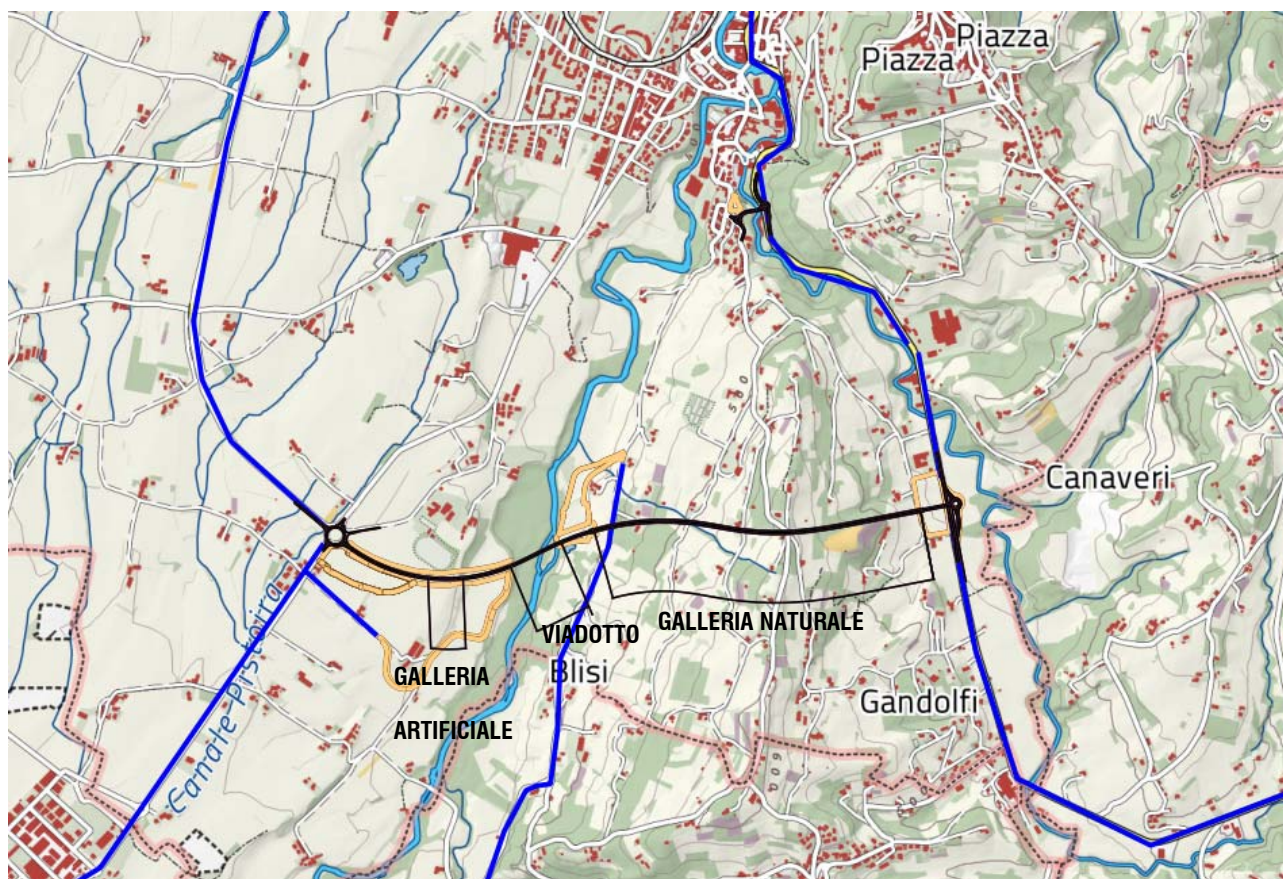 Piazza
Piazza
Canaveri
Canale Pistoira
VIADOTTO
GALLERIA NATURALE
Blisi
GALLERIA
ARTIFICIALE
Gandolfi